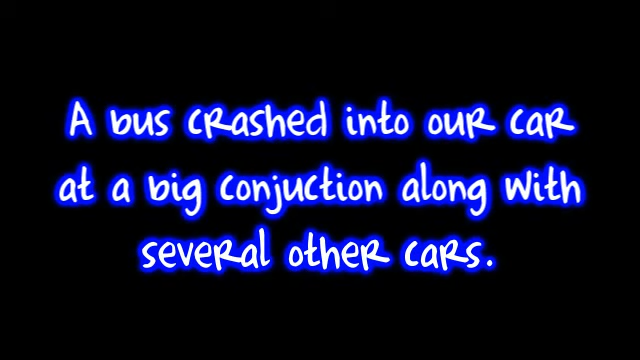 A bus crashed into our car
at a big conjuction along with
several other cars.